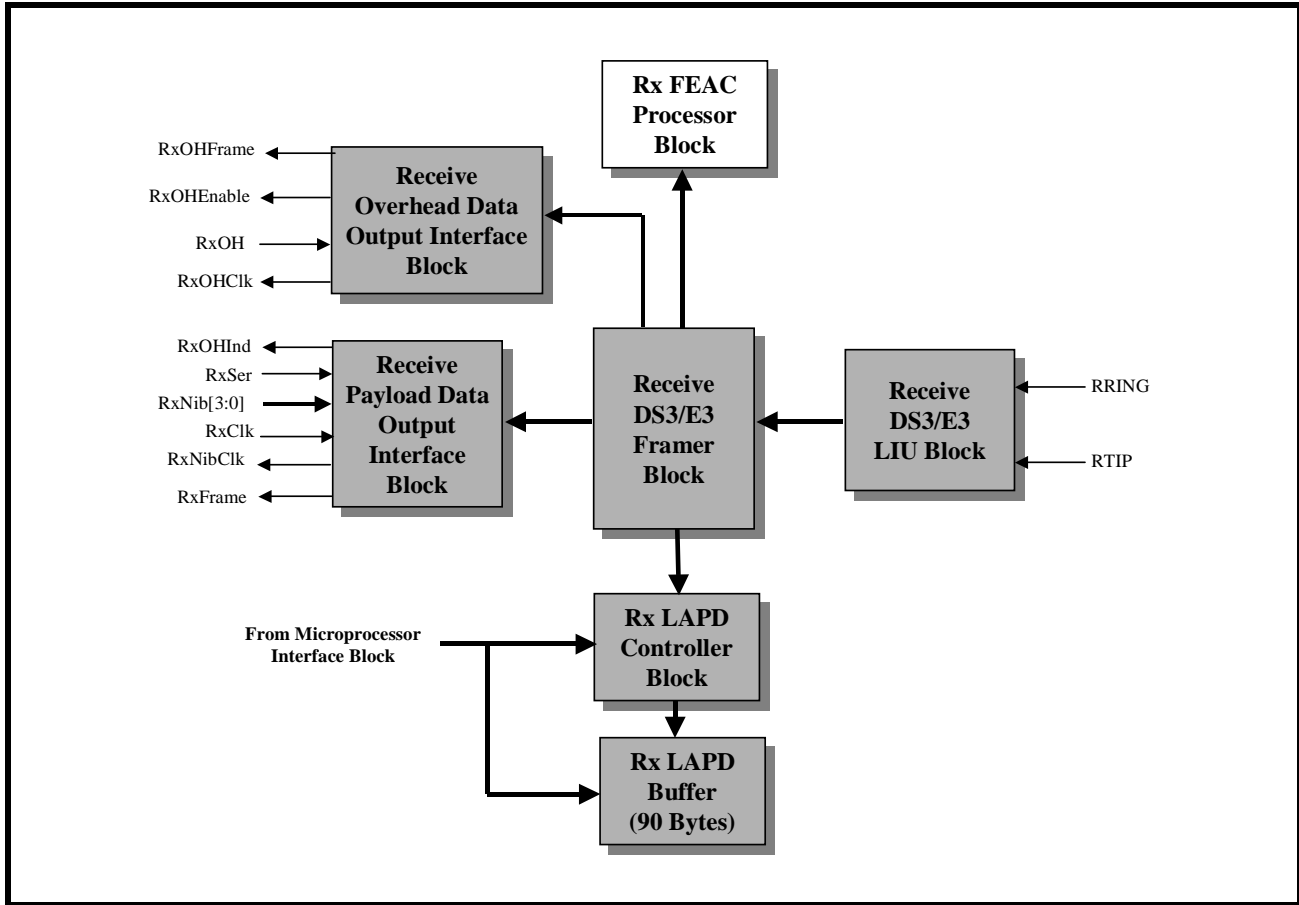 Rx FEAC
Processor
Block
RxOHFrame
RxOHEnable
RxOH
RxOHClk
Receive
Overhead Data
Output Interface
Block
RxOHInd
RxSer
RxNib[3:0]
RxClk
RxNibClk
RxFrame
Receive
Payload Data
Output
Interface
Block
Receive
DS3/E3
Framer
Block
Receive
DS3/E3
LIU Block
RRING
RTIP
From Microprocessor
Interface Block
Rx LAPD
Controller
Block
Rx LAPD
Buffer
(90 Bytes)